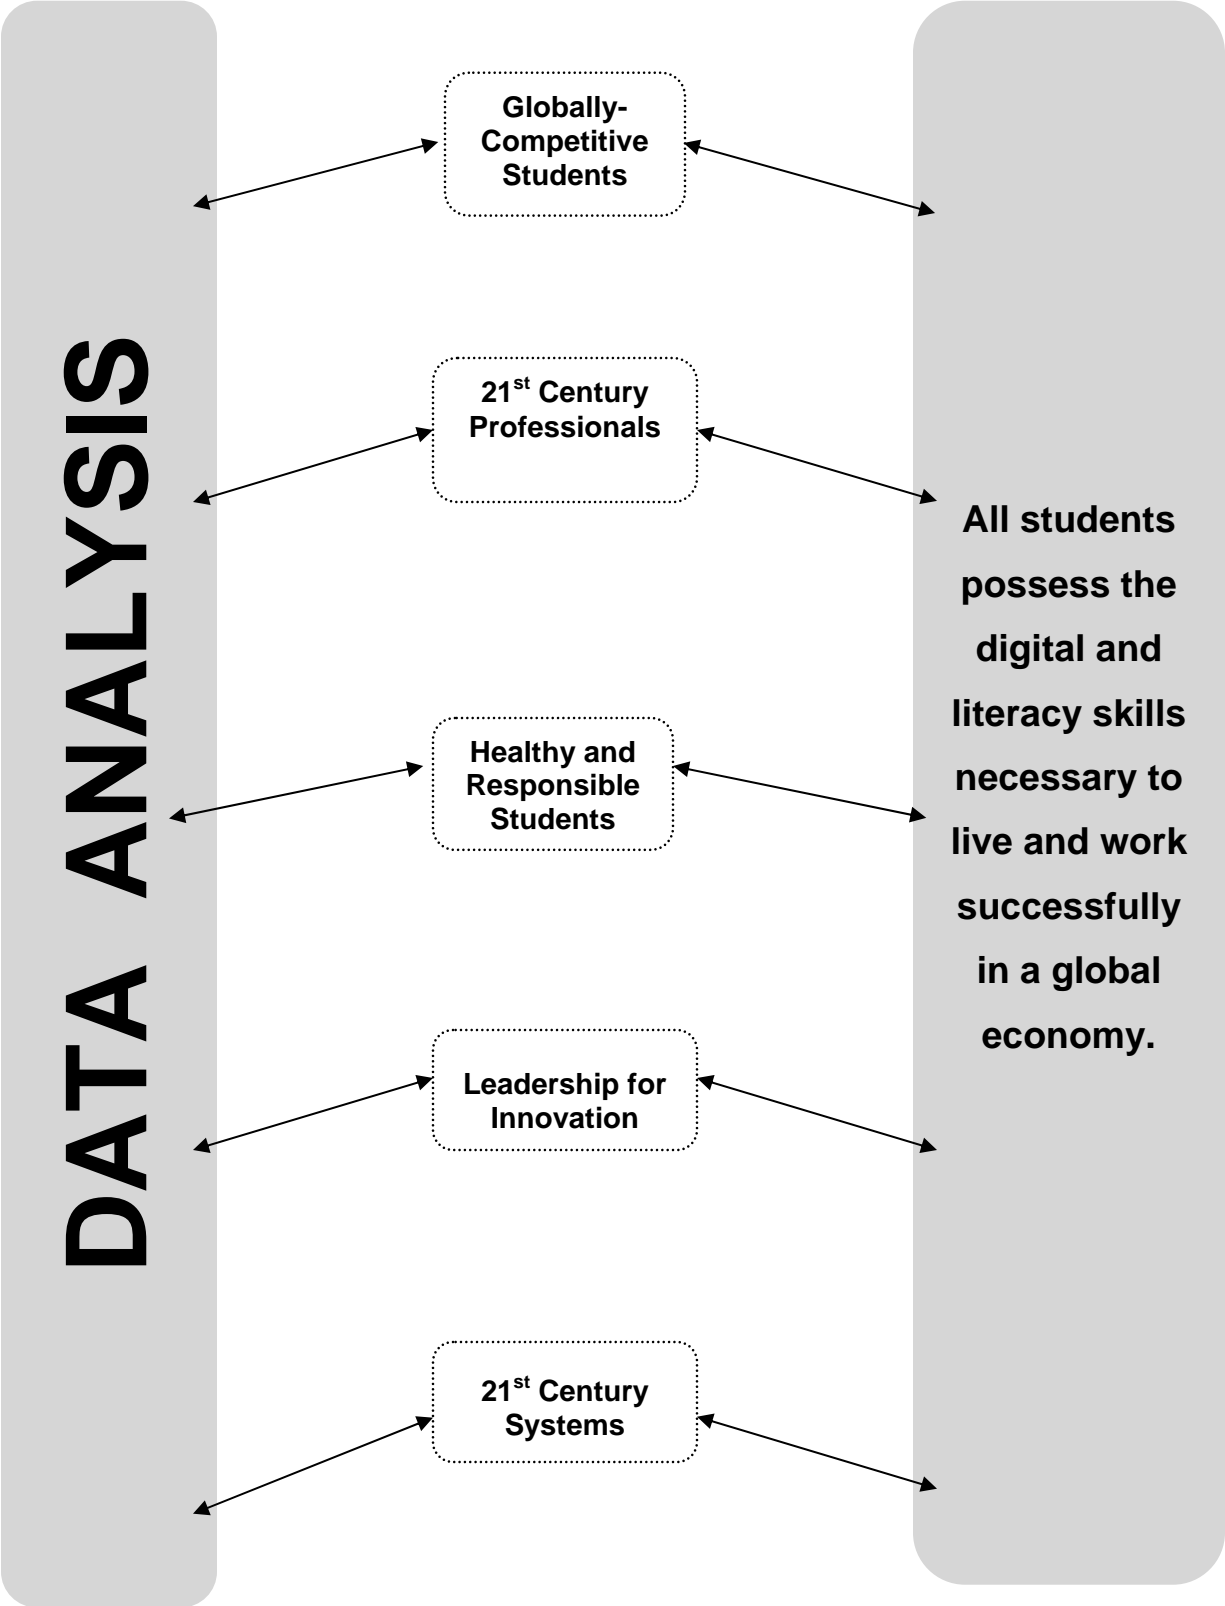 DATA ANALYSIS
Globally-
Competitive
Students
21st Century
Professionals
Healthy and
Responsible
Students
Leadership for
Innovation
21st Century
Systems
All students
possess the
digital and
literacy skills
necessary to
live and work
successfully
in a global
economy.